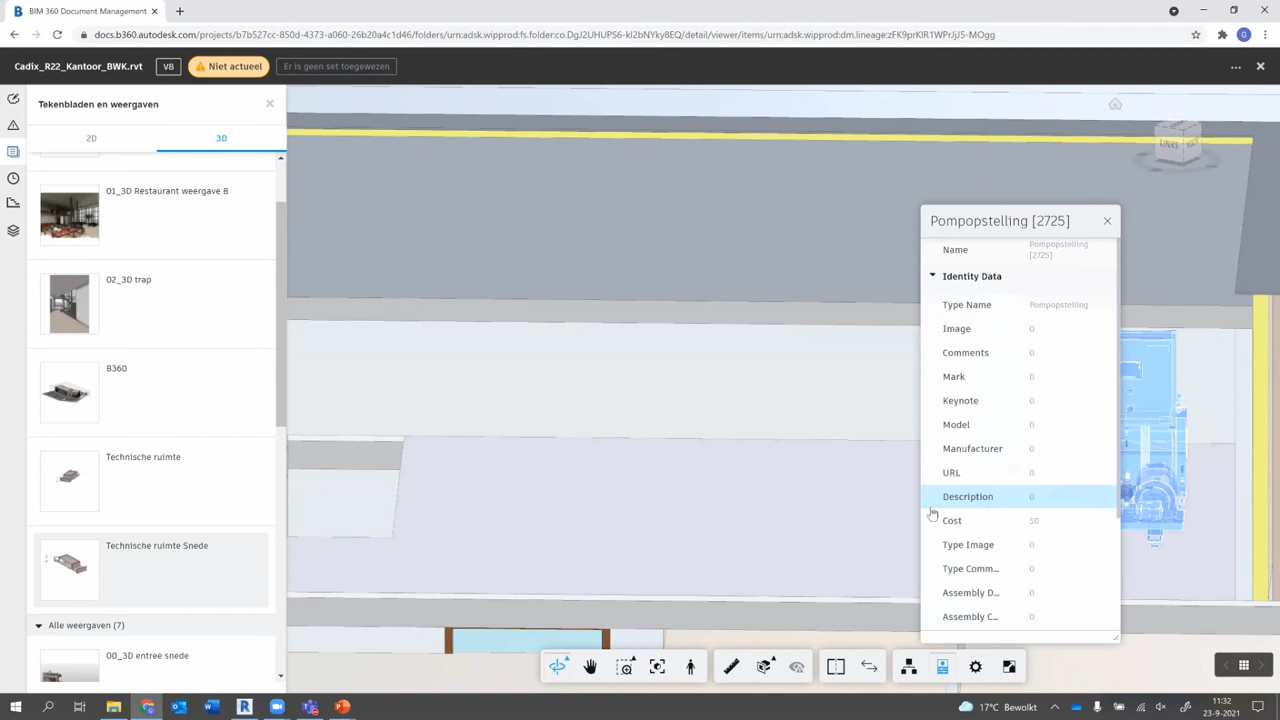 BIM 360 Document Management
docs.b360.autodesk.com/projects/b7b527cc-850d-4373-a060-26b20a4c1d46/folders/urn:adsk.wipprod:fs.folder:co.DgJ2UHUPS6-kl2bNYky8EQ/detail/viewer/items/urn:adsk.wipprod:dm.lineage:zFK9prKIR1WPrJjJ5-MOgg
G
Cadix_R22_Kantoor_BWK.rvt
V8
Niet actueel
Er is geen set toegewezen
Tekenbladen en weergaven
2D
3D
01_3D Restaurant weergave B
02_3D trap
B360
Technische ruimte
Technische ruimte Snede
Alle weergaven (7)
00_3D entree snede
LINKS
Pompopstelling [2725]
Name Pompopstelling
[2725]
Identity Data
Type Name Pompopstelling
Image 0
Comments 0
Mark 0
Keynote 0
Model 0
Manufacturer 0
URL 0
Description 0
Cost $0
Type Image 0
Type Comm... 0
Assembly D... 0
Assembly C... 0
17°C Bewolkt
11:32
23-9-2021